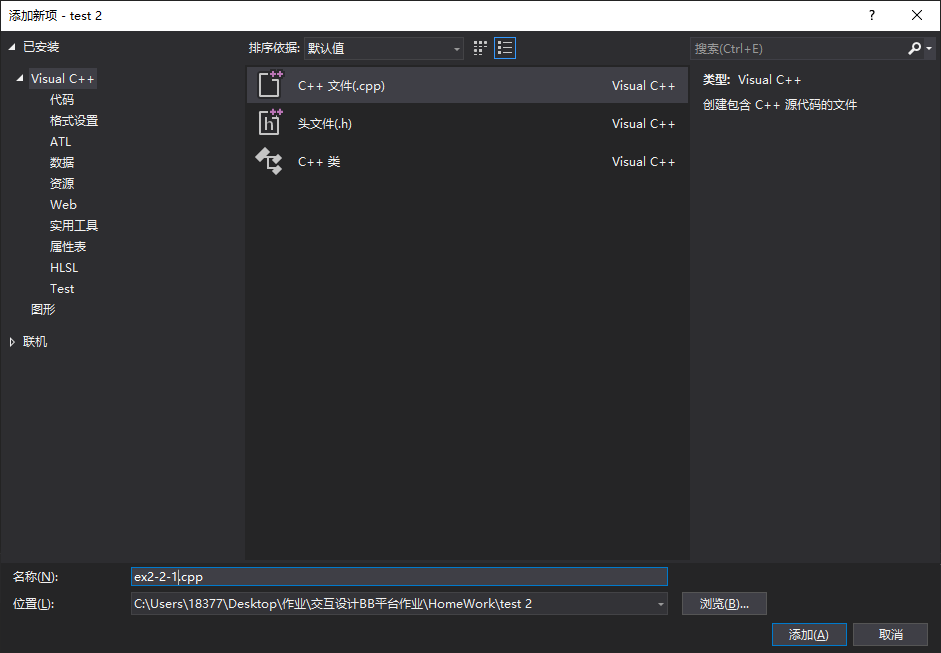 添加新项 - test 2
?
已安装
排序依据: 默认值
搜索(Ctrl+E)
Visual C++
代码
格式设置
ATL
数据
资源
Web
实用工具
属性表
HLSL
Test
图形
联机
C++ 文件(.cpp) Visual C++
头文件(.h) Visual C++
C++ 类 Visual C++
类型: Visual C++
创建包含 C++ 源代码的文件
名称(N): ex2-2-1.cpp
位置(L): C:\Users\18377\Desktop\作业\交互设计BB平台作业\HomeWork\test 2 浏览(B)...
添加(A) 取消